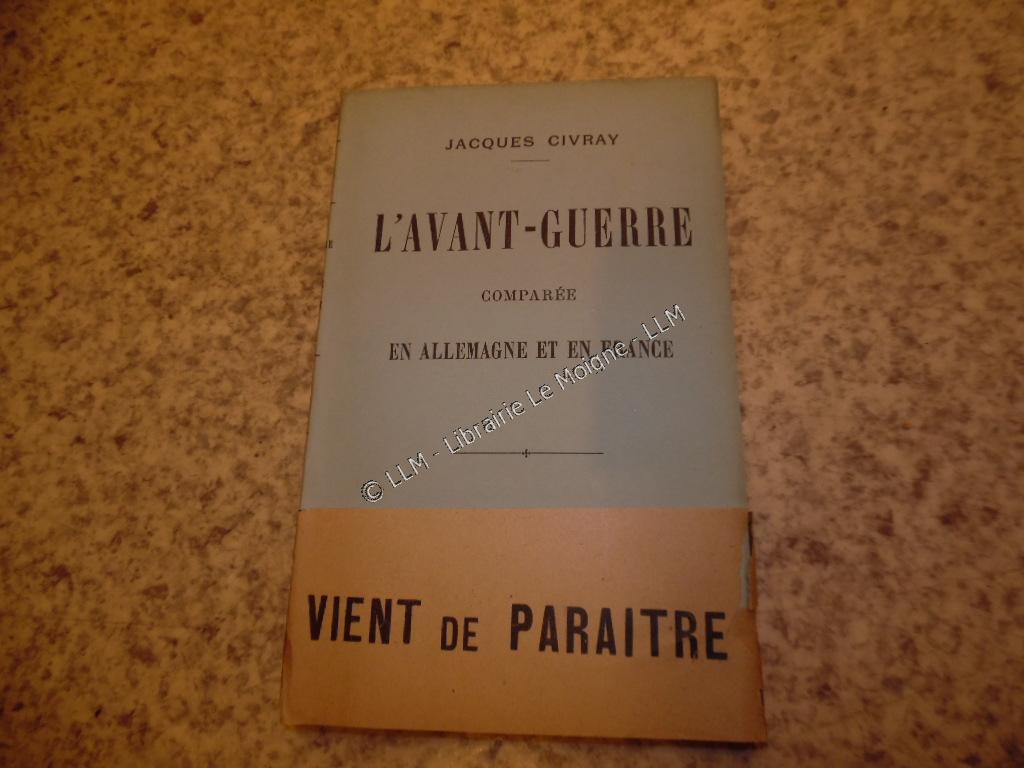 JACQUES CIVRAY
L'AVANT-GUERRE
COMPARÉE
EN ALLEMAGNE ET EN FRANCE
© LLM - Librairie Le Moigne - LLM
VIENT DE PARAITRE